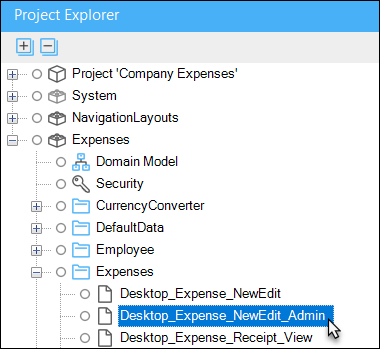 Project Explorer
Project 'Company Expenses'
System
NavigationLayouts
Expenses
Domain Model
Security
CurrencyConverter
DefaultData
Employee
Expenses
Desktop_Expense_NewEdit
Desktop_Expense_NewEdit_Admin
Desktop_Expense_Receipt_View